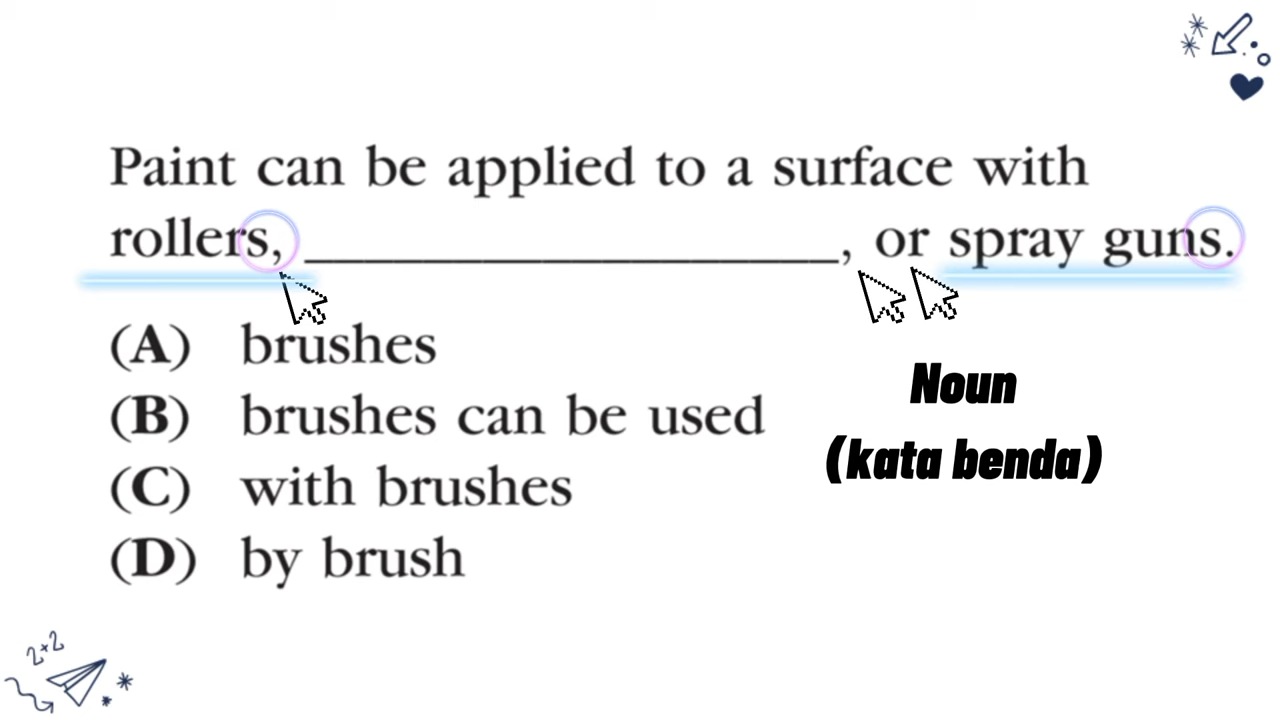 Paint can be applied to a surface with
rollers, ____________________, or spray guns.
(A) brushes
(B) brushes can be used
(C) with brushes
(D) by brush
Noun
(kata benda)
2+2